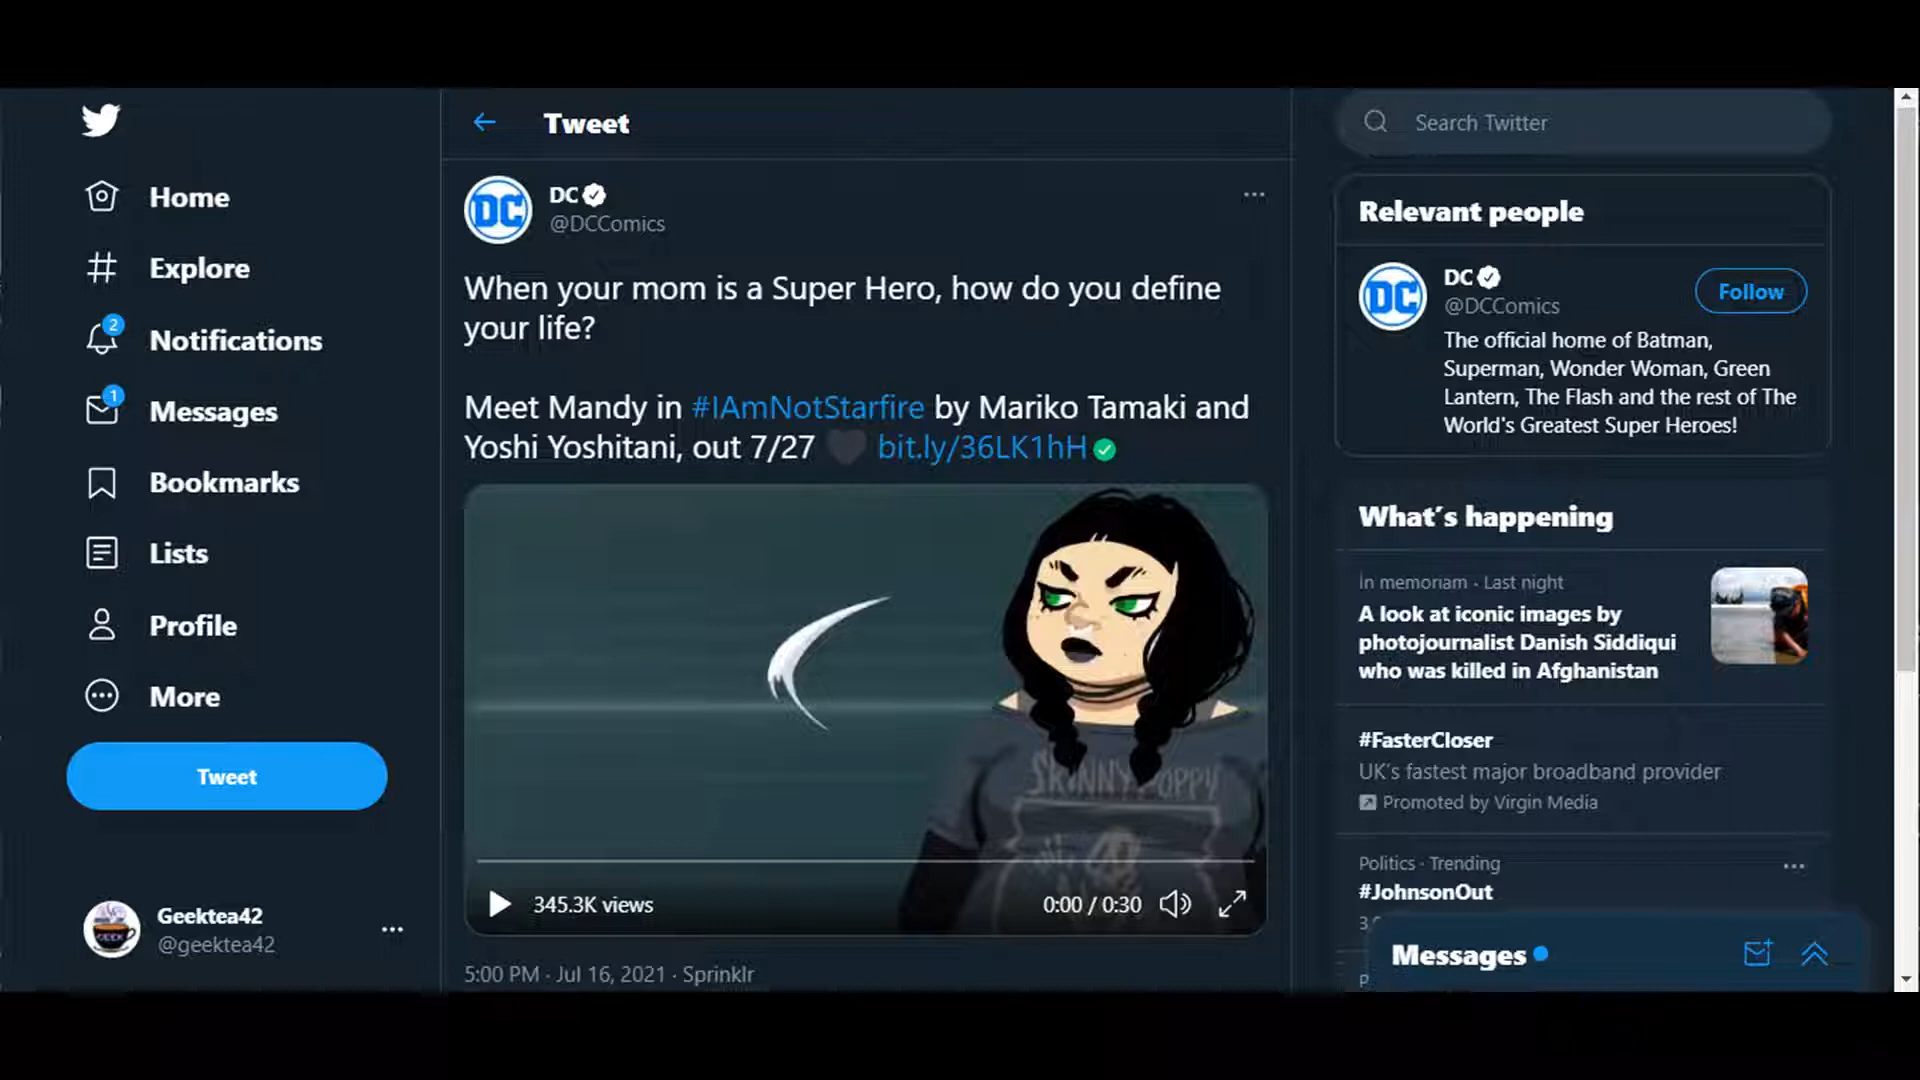 Home
Explore
2
Notifications
1
Messages
Bookmarks
Lists
Profile
More
Tweet
Geektea42
@geektea42
Tweet
DC
DC
@DCComics
When your mom is a Super Hero, how do you define
your life?
Meet Mandy in #IAmNotStarfire by Mariko Tamaki and
Yoshi Yoshitani, out 7/27 🖤 bit.ly/36LK1hH
SKINNY POPPY
345.3K views
0:00 / 0:30
5:00 PM · Jul 16, 2021 · Sprinklr
Search Twitter
Relevant people
DC
DC
@DCComics
Follow
The official home of Batman,
Superman, Wonder Woman, Green
Lantern, The Flash and the rest of The
World's Greatest Super Heroes!
What's happening
In memoriam · Last night
A look at iconic images by
photojournalist Danish Siddiqui
who was killed in Afghanistan
#FasterCloser
UK's fastest major broadband provider
Promoted by Virgin Media
Politics · Trending
#JohnsonOut
Messages